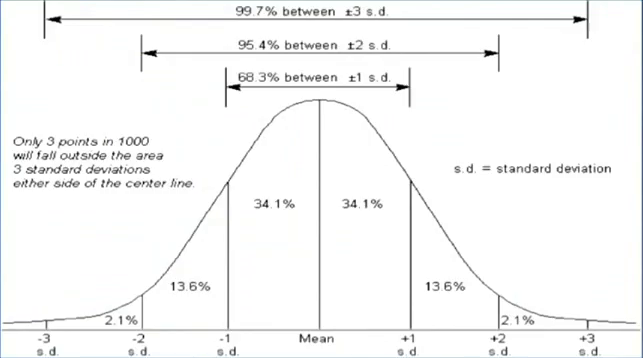 99.7% between ±3 s.d.
95.4% between ±2 s.d.
68.3% between ±1 s.d.
Only 3 points in 1000
will fall outside the area
3 standard deviations
either side of the center line.
s.d. = standard deviation
34.1% 34.1%
13.6% 13.6%
2.1% 2.1%
-3 -2 -1 Mean +1 +2 +3
s.d. s.d. s.d. s.d. s.d. s.d.